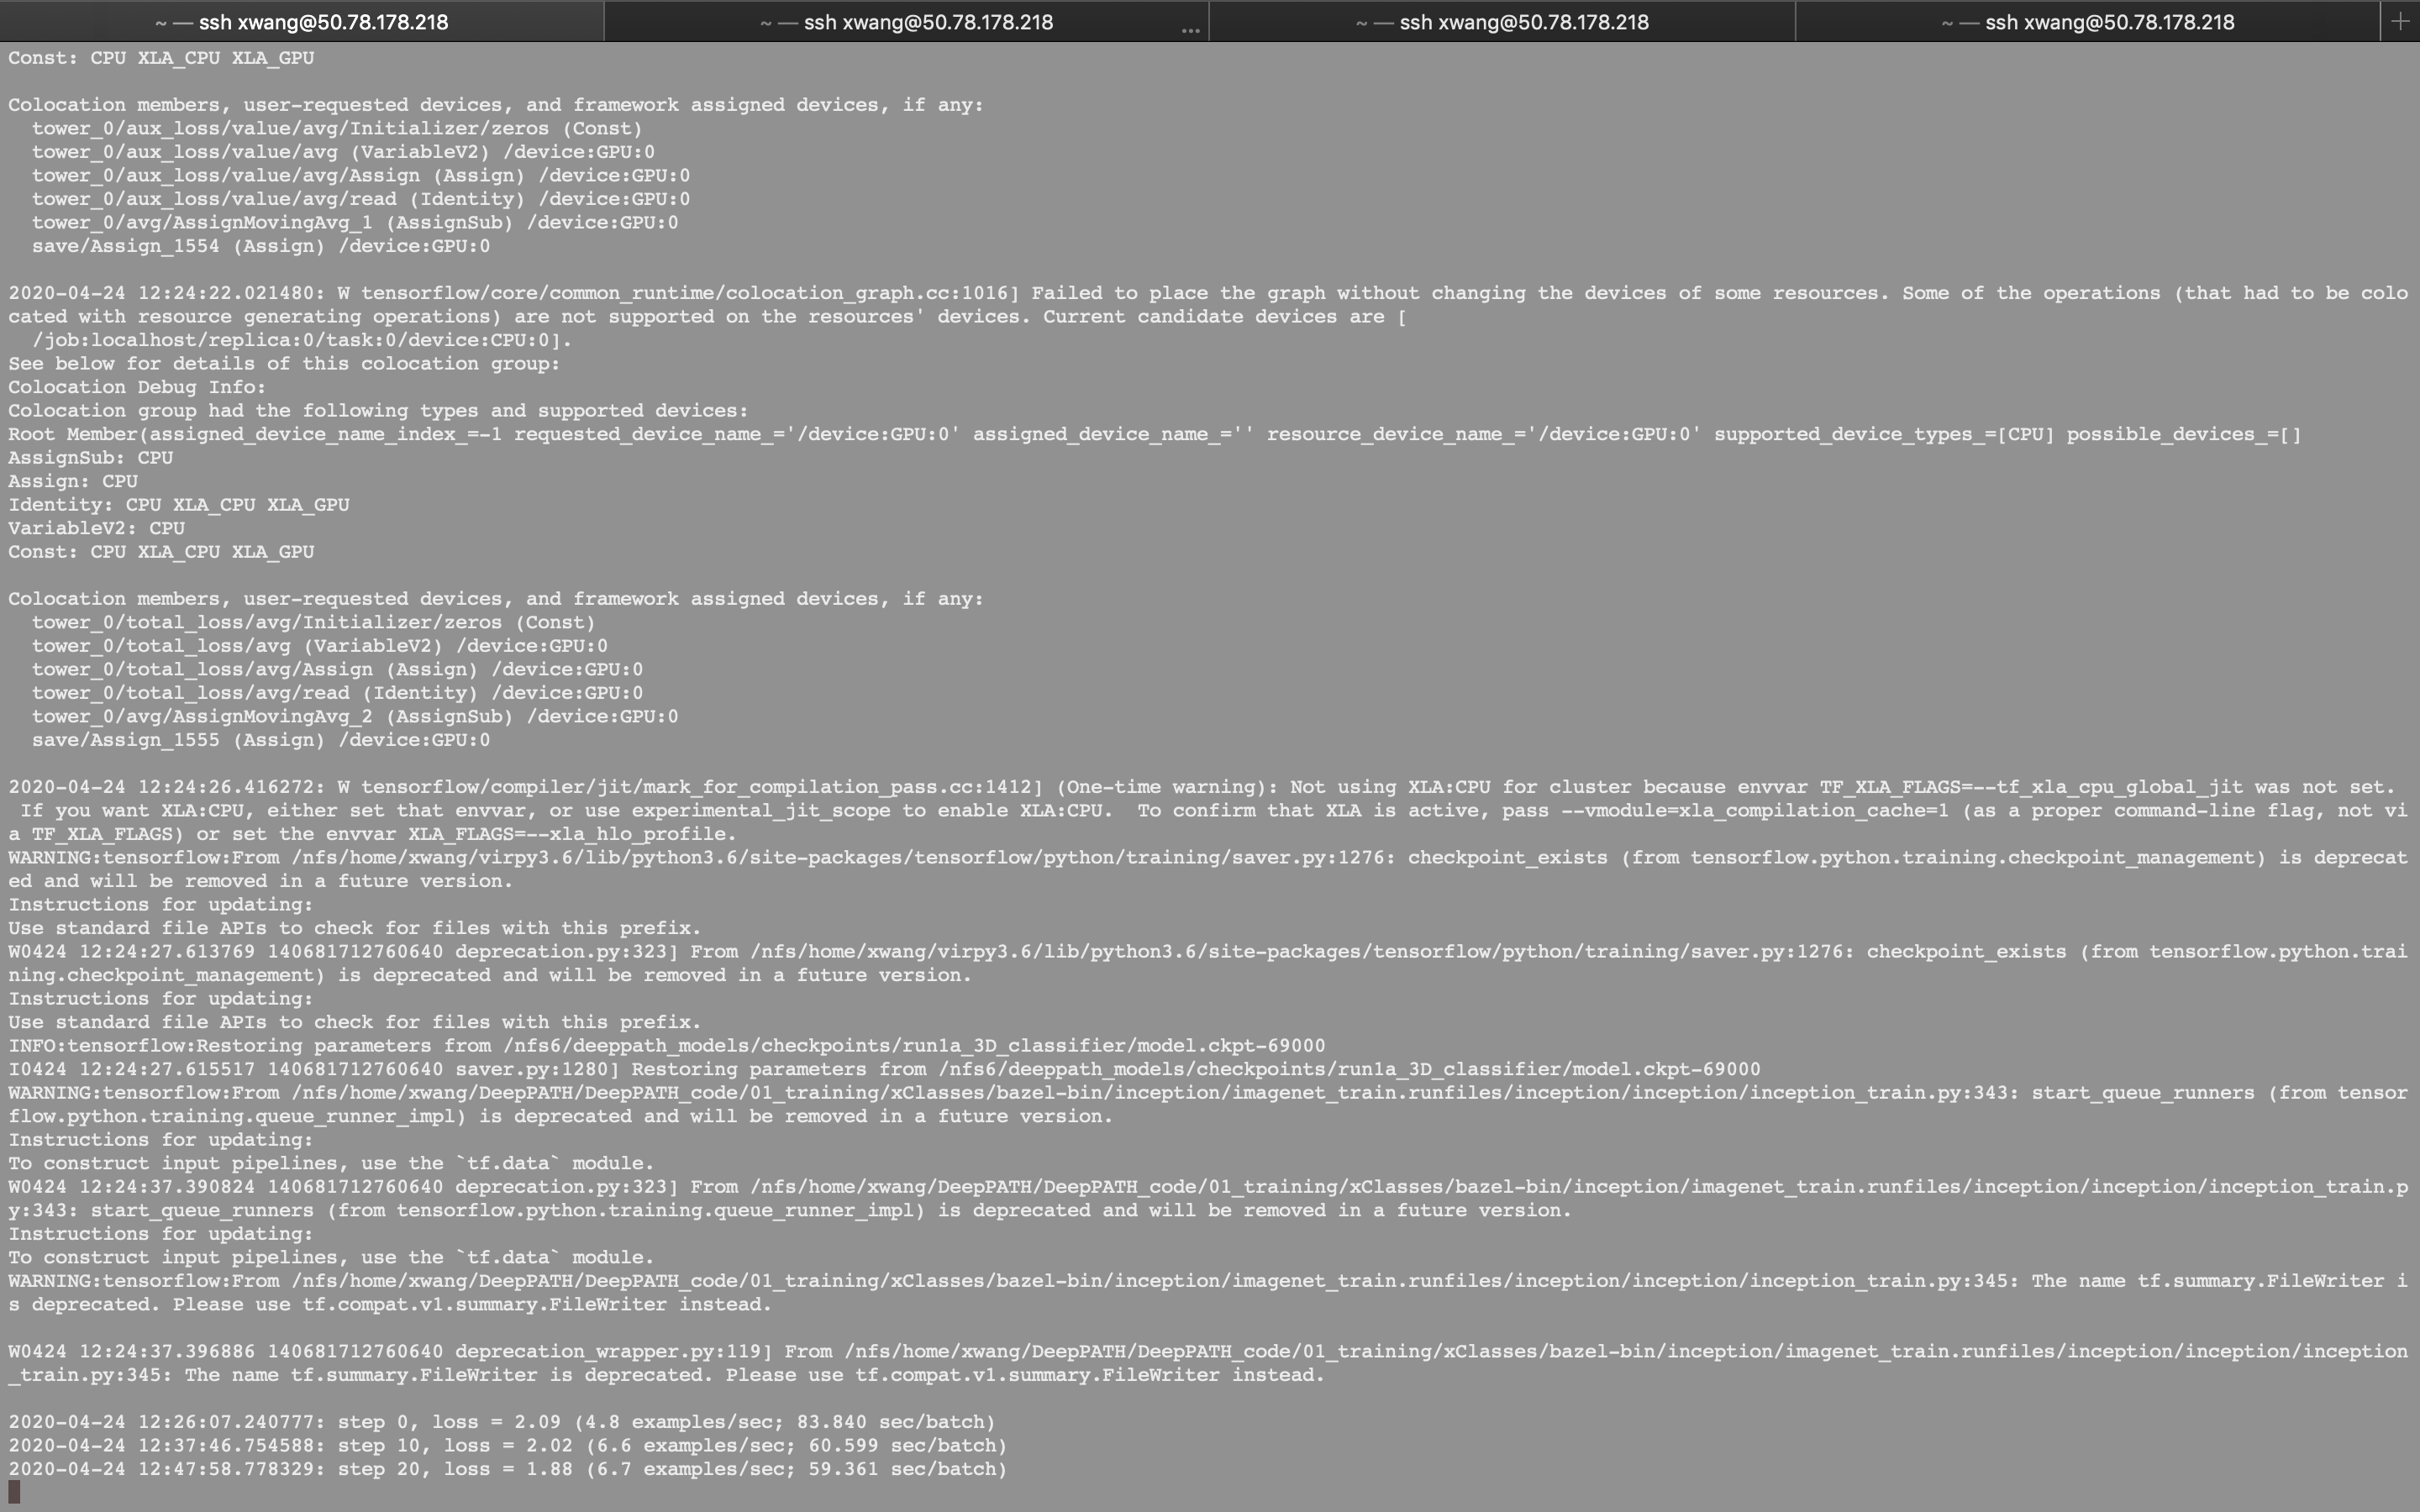 ~ — ssh xwang@50.78.178.218
~ — ssh xwang@50.78.178.218 ...
~ — ssh xwang@50.78.178.218
~ — ssh xwang@50.78.178.218 +
Const: CPU XLA_CPU XLA_GPU
Colocation members, user-requested devices, and framework assigned devices, if any:
  tower_0/aux_loss/value/avg/Initializer/zeros (Const)
  tower_0/aux_loss/value/avg (VariableV2) /device:GPU:0
  tower_0/aux_loss/value/avg/Assign (Assign) /device:GPU:0
  tower_0/aux_loss/value/avg/read (Identity) /device:GPU:0
  tower_0/avg/AssignMovingAvg_1 (AssignSub) /device:GPU:0
  save/Assign_1554 (Assign) /device:GPU:0
2020-04-24 12:24:22.021480: W tensorflow/core/common_runtime/colocation_graph.cc:1016] Failed to place the graph without changing the devices of some resources. Some of the operations (that had to be colo
cated with resource generating operations) are not supported on the resources' devices. Current candidate devices are [
  /job:localhost/replica:0/task:0/device:CPU:0].
See below for details of this colocation group:
Colocation Debug Info:
Colocation group had the following types and supported devices:
Root Member(assigned_device_name_index_=-1 requested_device_name_='/device:GPU:0' assigned_device_name_='' resource_device_name_='/device:GPU:0' supported_device_types_=[CPU] possible_devices_=[]
AssignSub: CPU
Assign: CPU
Identity: CPU XLA_CPU XLA_GPU
VariableV2: CPU
Const: CPU XLA_CPU XLA_GPU
Colocation members, user-requested devices, and framework assigned devices, if any:
  tower_0/total_loss/avg/Initializer/zeros (Const)
  tower_0/total_loss/avg (VariableV2) /device:GPU:0
  tower_0/total_loss/avg/Assign (Assign) /device:GPU:0
  tower_0/total_loss/avg/read (Identity) /device:GPU:0
  tower_0/avg/AssignMovingAvg_2 (AssignSub) /device:GPU:0
  save/Assign_1555 (Assign) /device:GPU:0
2020-04-24 12:24:26.416272: W tensorflow/compiler/jit/mark_for_compilation_pass.cc:1412] (One-time warning): Not using XLA:CPU for cluster because envvar TF_XLA_FLAGS=--tf_xla_cpu_global_jit was not set.
 If you want XLA:CPU, either set that envvar, or use experimental_jit_scope to enable XLA:CPU.  To confirm that XLA is active, pass --vmodule=xla_compilation_cache=1 (as a proper command-line flag, not vi
a TF_XLA_FLAGS) or set the envvar XLA_FLAGS=--xla_hlo_profile.
WARNING:tensorflow:From /nfs/home/xwang/virpy3.6/lib/python3.6/site-packages/tensorflow/python/training/saver.py:1276: checkpoint_exists (from tensorflow.python.training.checkpoint_management) is deprecat
ed and will be removed in a future version.
Instructions for updating:
Use standard file APIs to check for files with this prefix.
W0424 12:24:27.613769 140681712760640 deprecation.py:323] From /nfs/home/xwang/virpy3.6/lib/python3.6/site-packages/tensorflow/python/training/saver.py:1276: checkpoint_exists (from tensorflow.python.trai
ning.checkpoint_management) is deprecated and will be removed in a future version.
Instructions for updating:
Use standard file APIs to check for files with this prefix.
INFO:tensorflow:Restoring parameters from /nfs6/deeppath_models/checkpoints/run1a_3D_classifier/model.ckpt-69000
I0424 12:24:27.615517 140681712760640 saver.py:1280] Restoring parameters from /nfs6/deeppath_models/checkpoints/run1a_3D_classifier/model.ckpt-69000
WARNING:tensorflow:From /nfs/home/xwang/DeepPATH/DeepPATH_code/01_training/xClasses/bazel-bin/inception/imagenet_train.runfiles/inception/inception/inception_train.py:343: start_queue_runners (from tensor
flow.python.training.queue_runner_impl) is deprecated and will be removed in a future version.
Instructions for updating:
To construct input pipelines, use the `tf.data` module.
W0424 12:24:37.390824 140681712760640 deprecation.py:323] From /nfs/home/xwang/DeepPATH/DeepPATH_code/01_training/xClasses/bazel-bin/inception/imagenet_train.runfiles/inception/inception/inception_train.p
y:343: start_queue_runners (from tensorflow.python.training.queue_runner_impl) is deprecated and will be removed in a future version.
Instructions for updating:
To construct input pipelines, use the `tf.data` module.
WARNING:tensorflow:From /nfs/home/xwang/DeepPATH/DeepPATH_code/01_training/xClasses/bazel-bin/inception/imagenet_train.runfiles/inception/inception/inception_train.py:345: The name tf.summary.FileWriter i
s deprecated. Please use tf.compat.v1.summary.FileWriter instead.
W0424 12:24:37.396886 140681712760640 deprecation_wrapper.py:119] From /nfs/home/xwang/DeepPATH/DeepPATH_code/01_training/xClasses/bazel-bin/inception/imagenet_train.runfiles/inception/inception/inception
_train.py:345: The name tf.summary.FileWriter is deprecated. Please use tf.compat.v1.summary.FileWriter instead.
2020-04-24 12:26:07.240777: step 0, loss = 2.09 (4.8 examples/sec; 83.840 sec/batch)
2020-04-24 12:37:46.754588: step 10, loss = 2.02 (6.6 examples/sec; 60.599 sec/batch)
2020-04-24 12:47:58.778329: step 20, loss = 1.88 (6.7 examples/sec; 59.361 sec/batch)